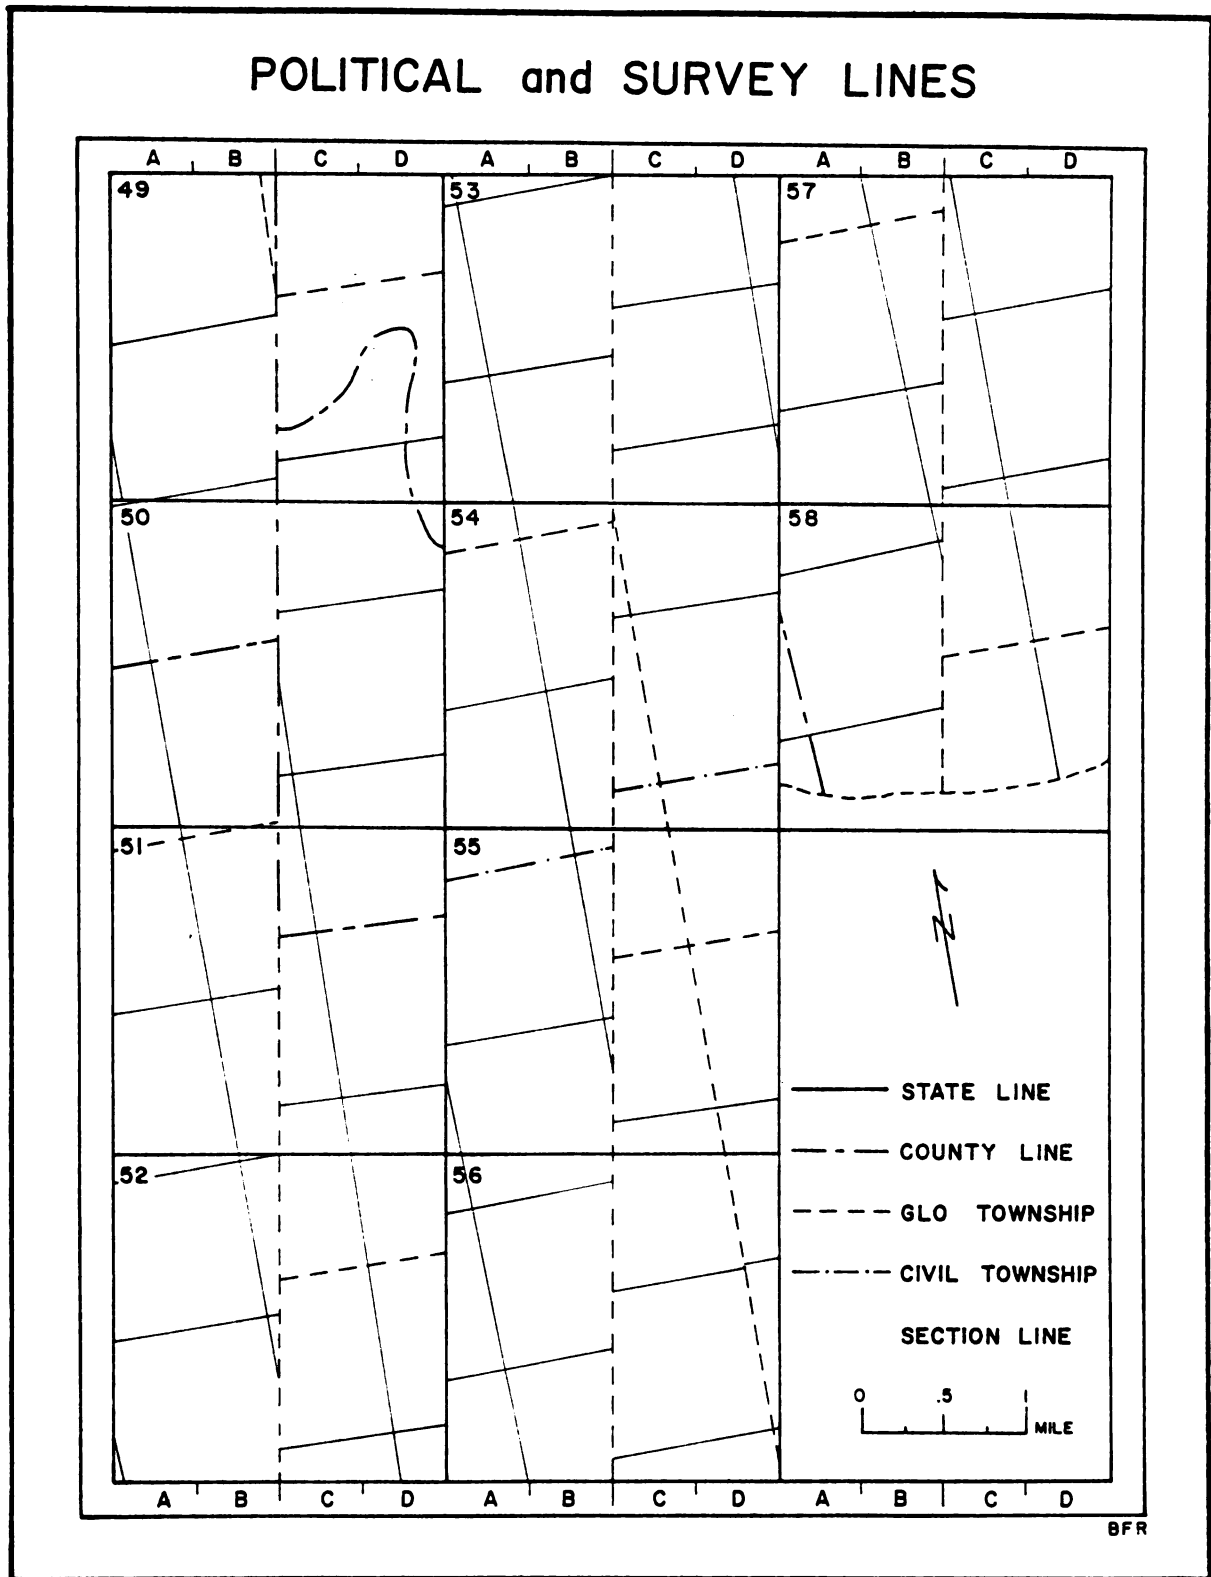 POLITICAL and SURVEY LINES
A B C D A B C D A B C D
49 53 57
50 54 58
51 55
N
STATE LINE
COUNTY LINE
52 56
GLO TOWNSHIP
CIVIL TOWNSHIP
SECTION LINE
0 .5 1
MILE
A B C D A B C D A B C D
BFR